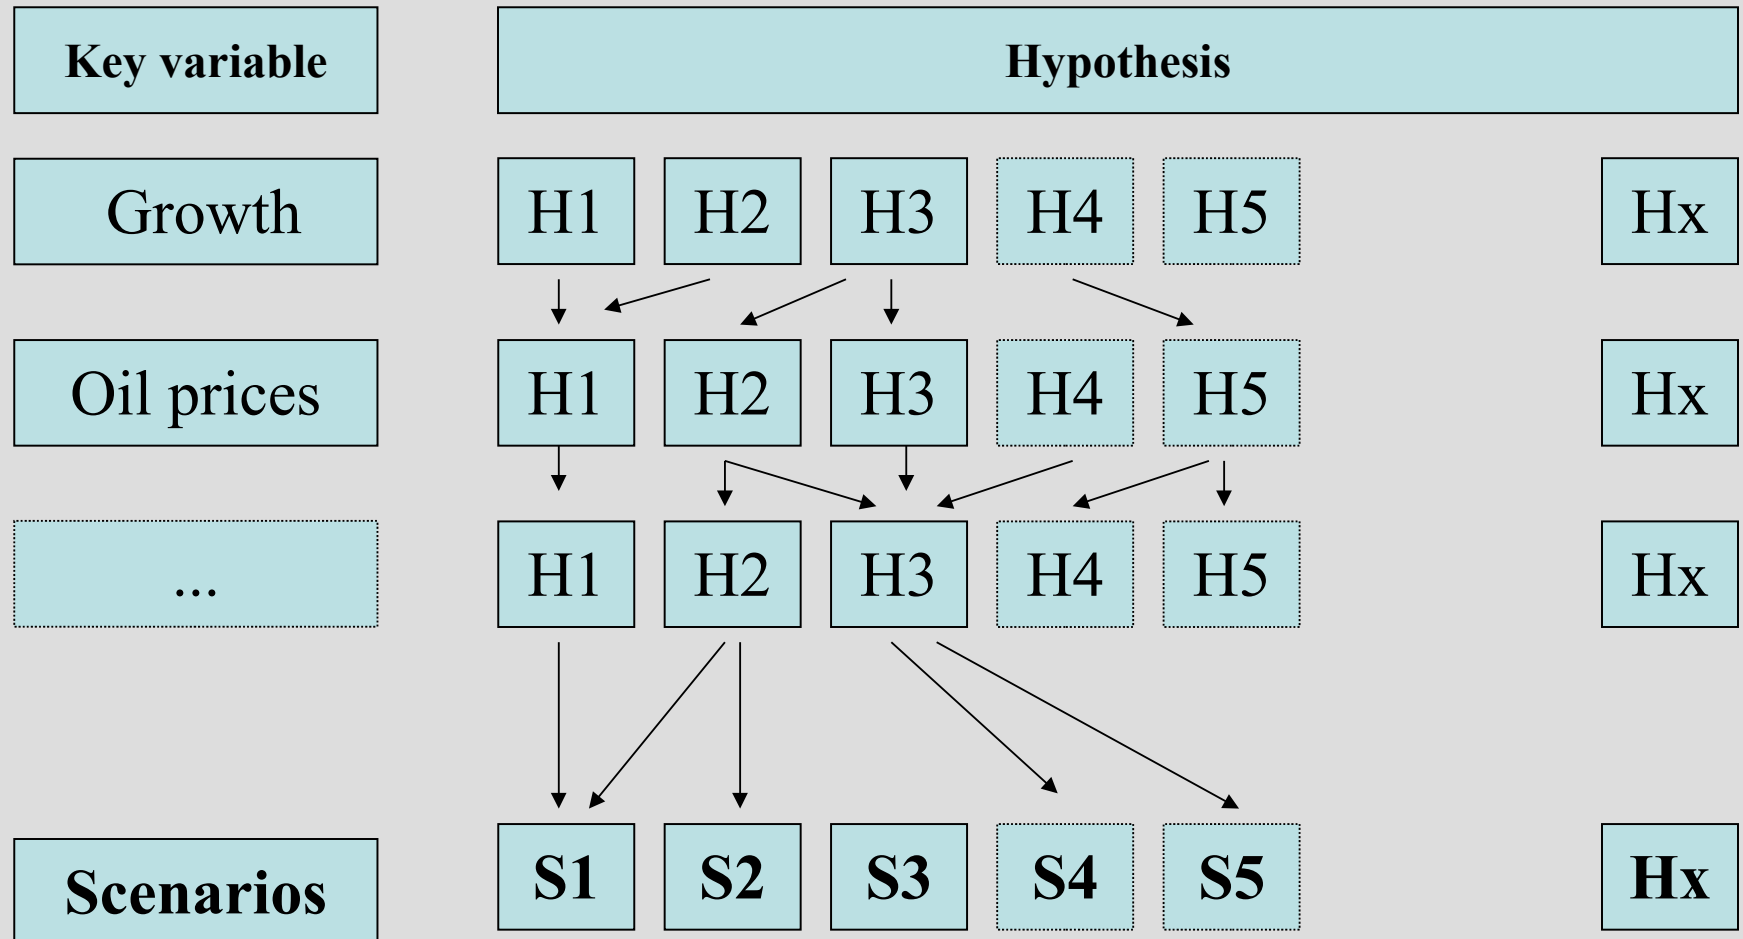 Key variable Hypothesis
Growth H1 H2 H3 H4 H5 Hx
Oil prices H1 H2 H3 H4 H5 Hx
... H1 H2 H3 H4 H5 Hx
Scenarios S1 S2 S3 S4 S5 Hx